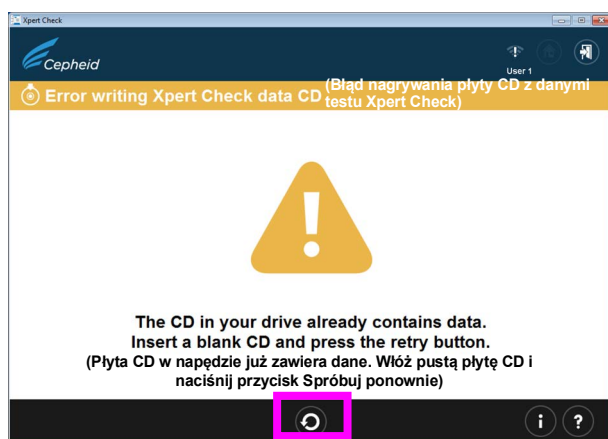 Xpert Check
Cepheid
User 1
Error writing Xpert Check data CD
(Błąd nagrywania płyty CD z danymi
testu Xpert Check)
!
The CD in your drive already contains data.
Insert a blank CD and press the retry button.
(Płyta CD w napędzie już zawiera dane. Włóż pustą płytę CD i
naciśnij przycisk Spróbuj ponownie)
i ?